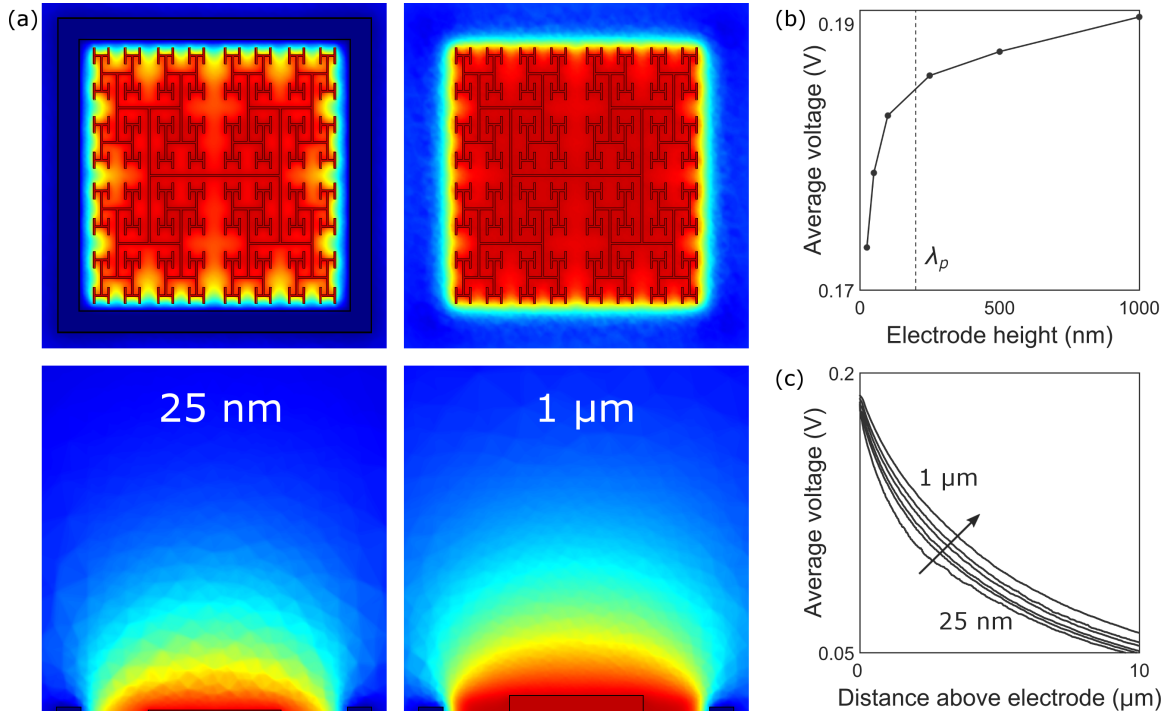 (a)
25 nm
1 µm
(b)
0.19
Average voltage (V)
λp
0.17
0
500
1000
Electrode height (nm)
(c)
0.2
Average voltage (V)
1 µm
25 nm
0.05
0
10
Distance above electrode (µm)